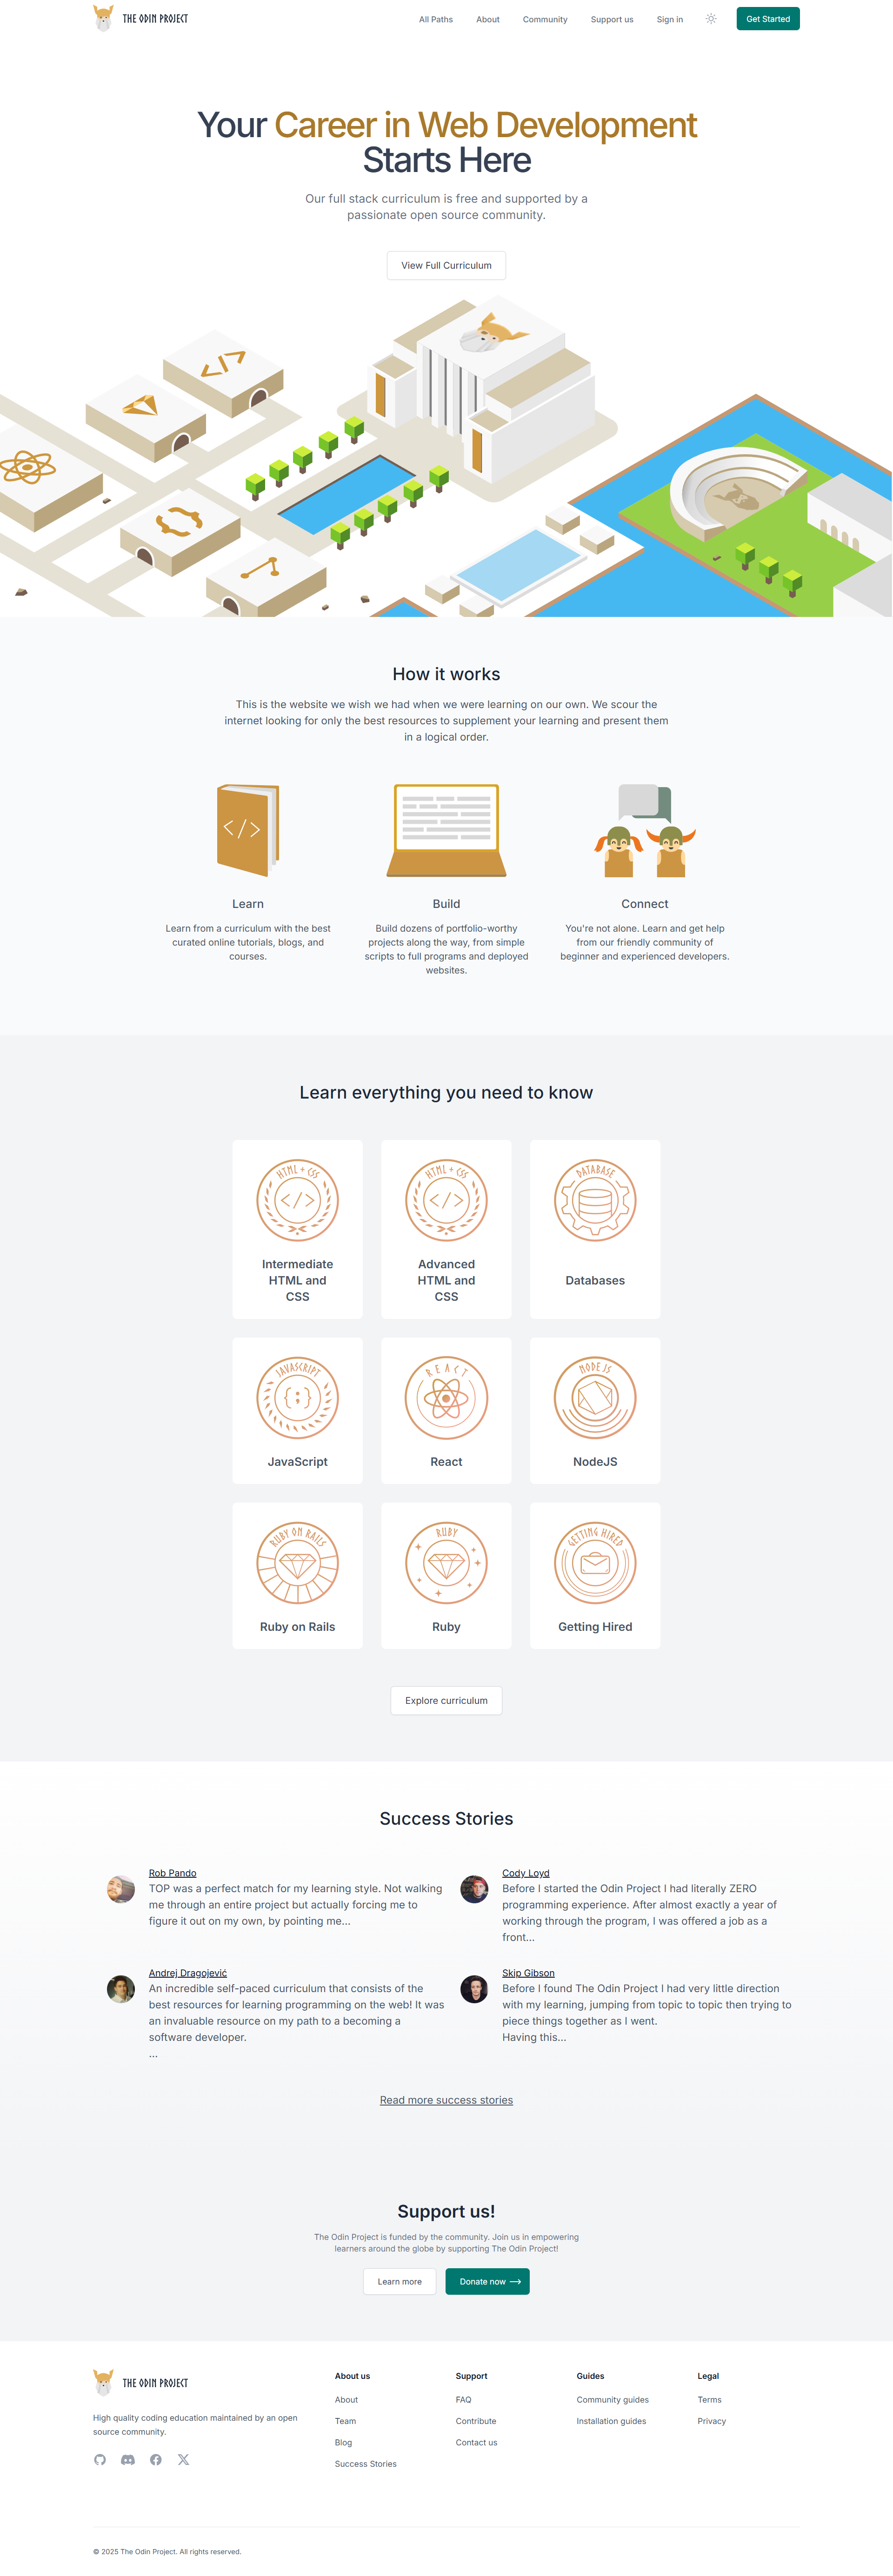 THE ODIN PROJECT
All Paths
About
Community
Support us
Sign in
Get Started
Your Career in Web Development
Starts Here
Our full stack curriculum is free and supported by a
passionate open source community.
View Full Curriculum
How it works
This is the website we wish we had when we were learning on our own. We scour the
internet looking for only the best resources to supplement your learning and present them
in a logical order.
Learn
Learn from a curriculum with the best
curated online tutorials, blogs, and
courses.
Build
Build dozens of portfolio-worthy
projects along the way, from simple
scripts to full programs and deployed
websites.
Connect
You're not alone. Learn and get help
from our friendly community of
beginner and experienced developers.
Learn everything you need to know
HTML + CSS
Intermediate
HTML and
CSS
HTML + CSS
Advanced
HTML and
CSS
DATABASE
Databases
JAVASCRIPT
JavaScript
REACT
React
NODE JS
NodeJS
RUBY ON RAILS
Ruby on Rails
RUBY
Ruby
GETTING HIRED
Getting Hired
Explore curriculum
Success Stories
Rob Pando
TOP was a perfect match for my learning style. Not walking
me through an entire project but actually forcing me to
figure it out on my own, by pointing me...
Cody Loyd
Before I started the Odin Project I had literally ZERO
programming experience. After almost exactly a year of
working through the program, I was offered a job as a
front...
Andrej Dragojević
An incredible self-paced curriculum that consists of the
best resources for learning programming on the web! It was
an invaluable resource on my path to a becoming a
software developer.
...
Skip Gibson
Before I found The Odin Project I had very little direction
with my learning, jumping from topic to topic then trying to
piece things together as I went.
Having this...
Read more success stories
Support us!
The Odin Project is funded by the community. Join us in empowering
learners around the globe by supporting The Odin Project!
Learn more
Donate now
THE ODIN PROJECT
High quality coding education maintained by an open
source community.
About us
About
Team
Blog
Success Stories
Support
FAQ
Contribute
Contact us
Guides
Community guides
Installation guides
Legal
Terms
Privacy
© 2025 The Odin Project. All rights reserved.